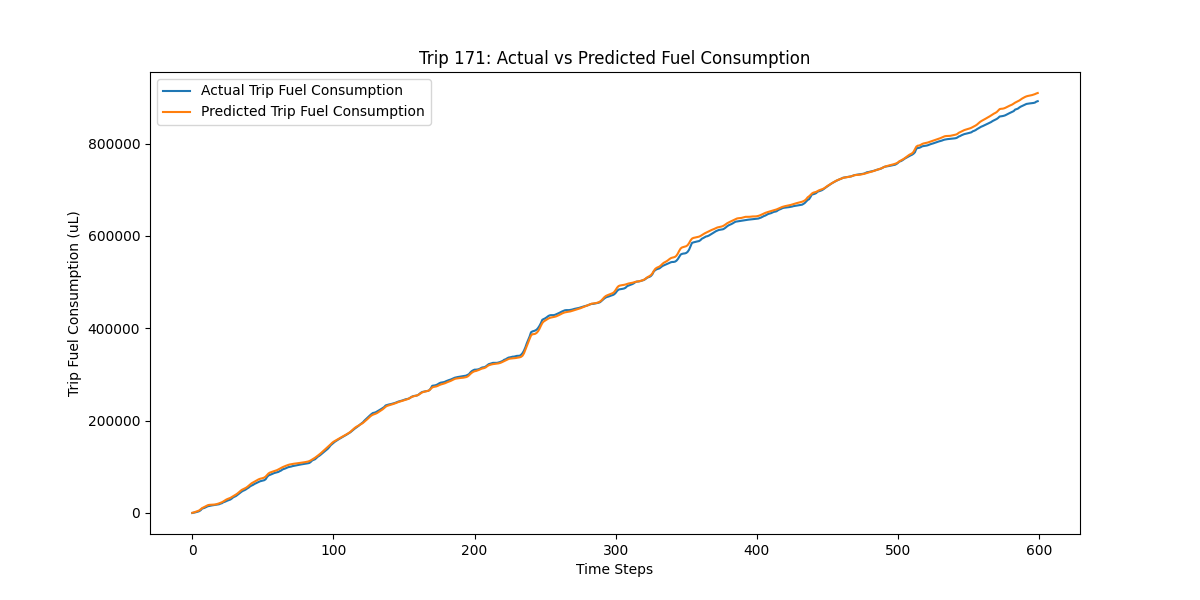 Trip 171: Actual vs Predicted Fuel Consumption
Actual Trip Fuel Consumption
Predicted Trip Fuel Consumption
Trip Fuel Consumption (uL)
800000
600000
400000
200000
0
0 100 200 300 400 500 600
Time Steps